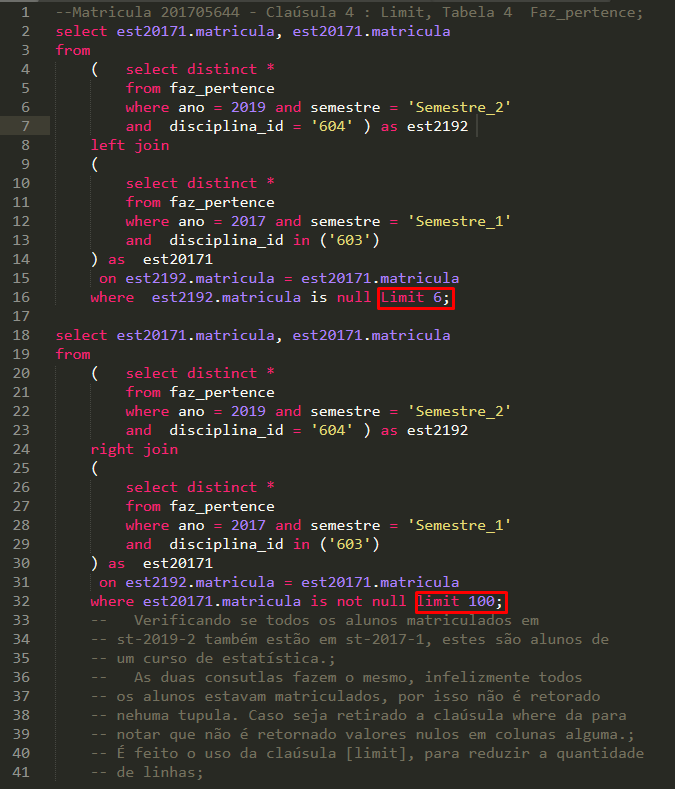 1 --Matricula 201705644 - Claúsula 4 : Limit, Tabela 4  Faz_pertence;
2 select est20171.matricula, est20171.matricula
3 from
4 (   select distinct *
5 from faz_pertence
6 where ano = 2019 and semestre = 'Semestre_2'
7 and  disciplina_id = '604' ) as est2192
8 left join
9 (
10 select distinct *
11 from faz_pertence
12 where ano = 2017 and semestre = 'Semestre_1'
13 and  disciplina_id in ('603')
14 ) as  est20171
15 on est2192.matricula = est20171.matricula
16 where  est2192.matricula is null Limit 6;
17
18 select est20171.matricula, est20171.matricula
19 from
20 (   select distinct *
21 from faz_pertence
22 where ano = 2019 and semestre = 'Semestre_2'
23 and  disciplina_id = '604' ) as est2192
24 right join
25 (
26 select distinct *
27 from faz_pertence
28 where ano = 2017 and semestre = 'Semestre_1'
29 and  disciplina_id in ('603')
30 ) as  est20171
31 on est2192.matricula = est20171.matricula
32 where est20171.matricula is not null limit 100;
33 --   Verificando se todos os alunos matriculados em
34 -- st-2019-2 também estão em st-2017-1, estes são alunos de
35 -- um curso de estatística.;
36 --   As duas consutlas fazem o mesmo, infelizmente todos
37 -- os alunos estavam matriculados, por isso não é retorado
38 -- nehuma tupula. Caso seja retirado a claúsula where da para
39 -- notar que não é retornado valores nulos em colunas alguma.;
40 -- É feito o uso da claúsula [limit], para reduzir a quantidade
41 -- de linhas;